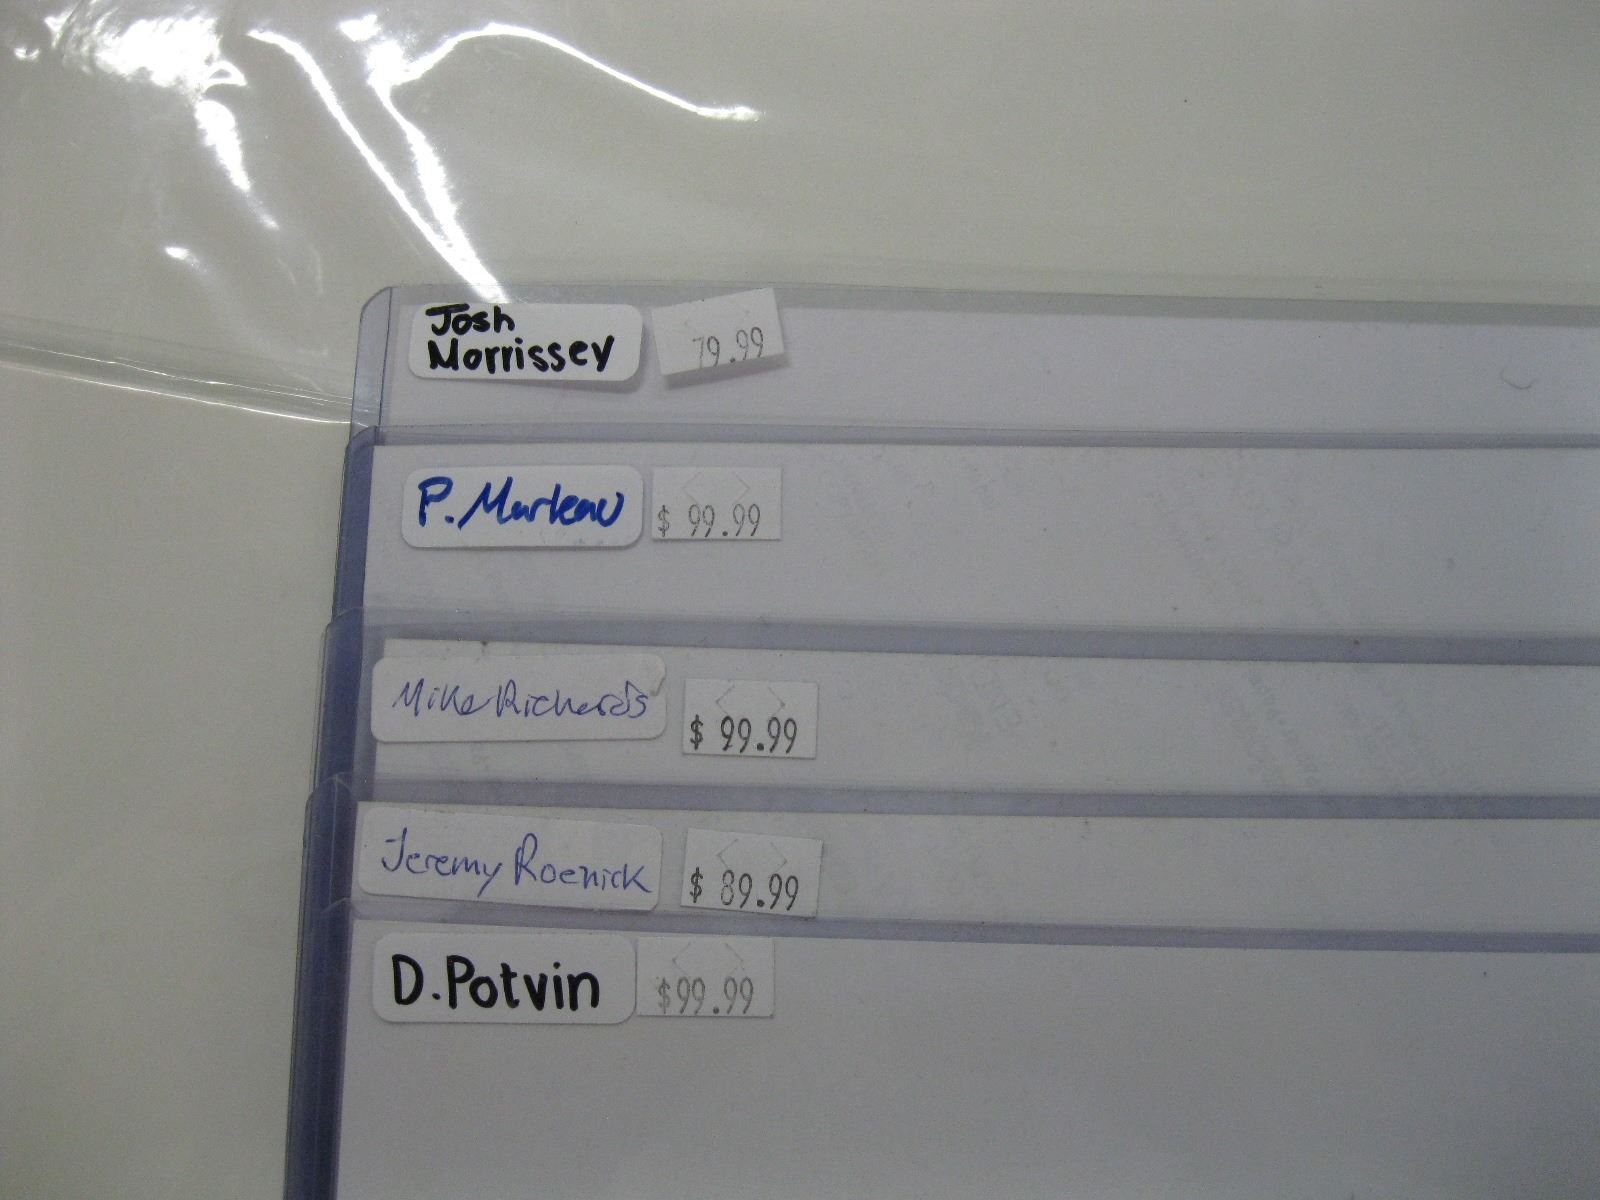 Josh
Morrissey
79.99
P. Marleau
$ 99.99
Mike Richards
$ 99.99
Jeremy Roenick
$ 89.99
D. Potvin
$99.99